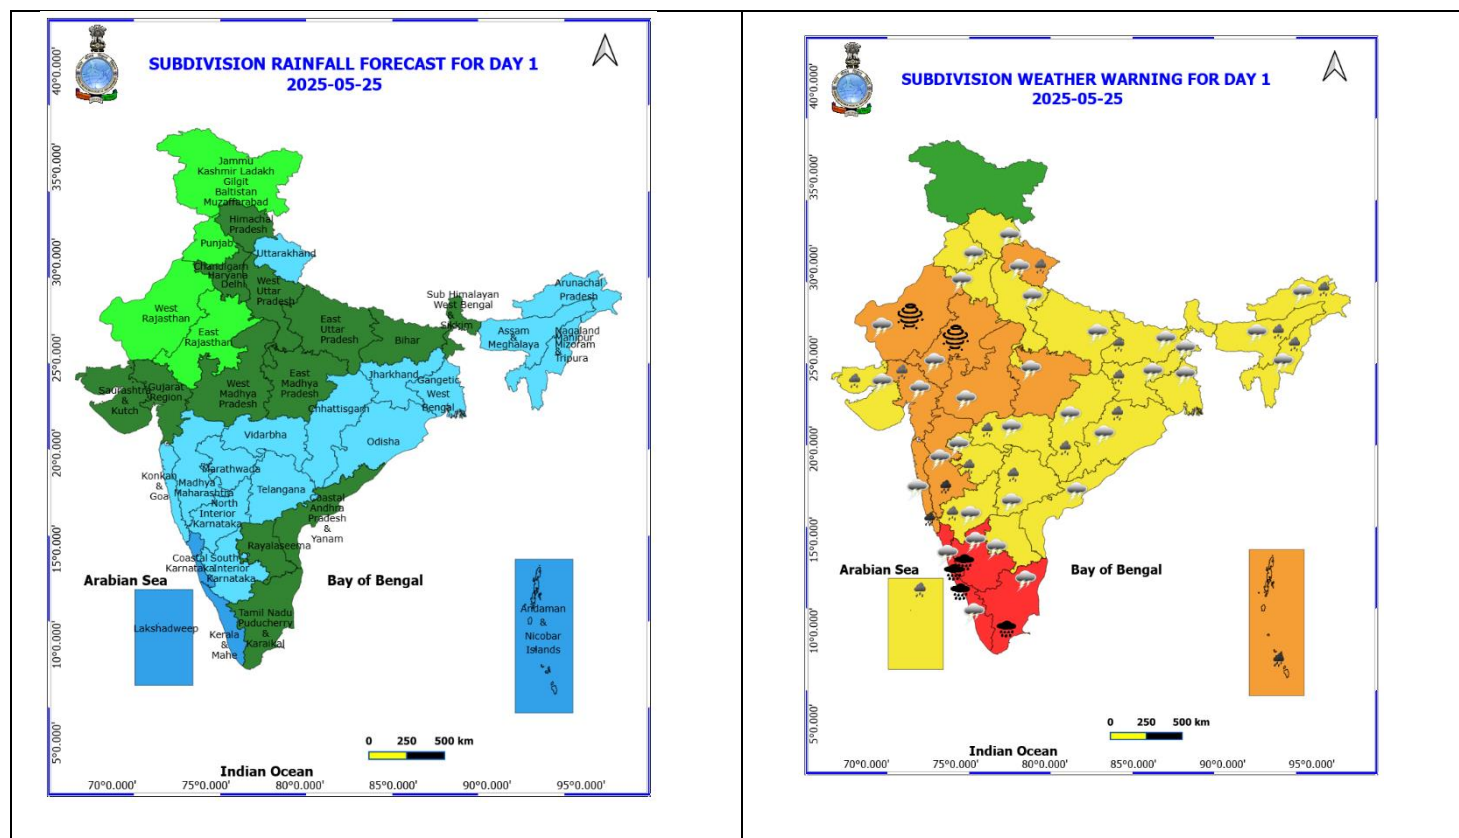 SUBDIVISION RAINFALL FORECAST FOR DAY 1
2025-05-25
40°0.000'
35°0.000'
30°0.000'
25°0.000'
20°0.000'
15°0.000'
10°0.000'
5°0.000'
Jammu
Kashmir Ladakh
Gilgit
Baltistan
Muzaffarabad
Himachal
Pradesh
Punjab
Uttarakhand
Chandigarh
Haryana
Delhi
West
Uttar
Pradesh
Arunachal
Pradesh
Sub Himalayan
West Bengal
&
Sikkim
West
Rajasthan
East
Rajasthan
East
Uttar
Pradesh
Bihar
Assam
&
Meghalaya
Nagaland
Manipur
Mizoram
&
Tripura
Saurashtra
&
Kutch
Gujarat
Region
West
Madhya
Pradesh
East
Madhya
Pradesh
Jharkhand
Gangetic
West
Bengal
Chhattisgarh
Odisha
Vidarbha
Konkan
&
Goa
Marathwada
Madhya
Maharashtra
Telangana
North
Interior
Karnataka
Coastal
Andhra
Pradesh
&
Yanam
Rayalaseema
Coastal
Karnataka
South
Interior
Karnataka
Arabian Sea
Bay of Bengal
Lakshadweep
Tamil Nadu
Puducherry
&
Karaikal
Kerala
&
Mahe
Andaman
&
Nicobar
Islands
0 250 500 km
Indian Ocean
70°0.000' 75°0.000' 80°0.000' 85°0.000' 90°0.000' 95°0.000'
SUBDIVISION WEATHER WARNING FOR DAY 1
2025-05-25
40°0.000'
35°0.000'
30°0.000'
25°0.000'
20°0.000'
15°0.000'
10°0.000'
5°0.000'
Arabian Sea
Bay of Bengal
0 250 500 km
Indian Ocean
70°0.000' 75°0.000' 80°0.000' 85°0.000' 90°0.000' 95°0.000'